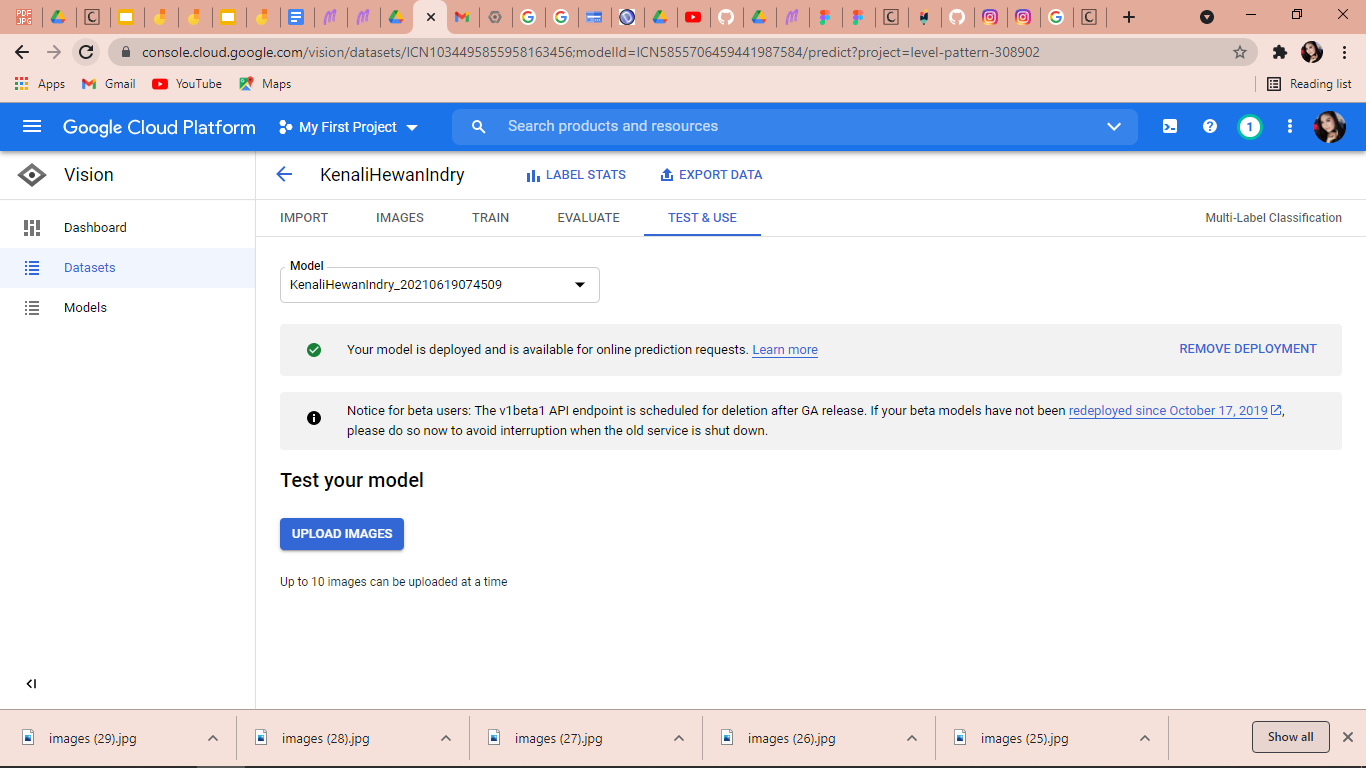 console.cloud.google.com/vision/datasets/ICN1034495855958163456;modelId=ICN5855706459441987584/predict?project=level-pattern-308902
Apps
Gmail
YouTube
Maps
Reading list
Google Cloud Platform
My First Project
Search products and resources
1
Vision
KenaliHewanIndry
LABEL STATS
EXPORT DATA
Dashboard
Datasets
Models
IMPORT
IMAGES
TRAIN
EVALUATE
TEST & USE
Multi-Label Classification
Model
KenaliHewanIndry_20210619074509
Your model is deployed and is available for online prediction requests. Learn more
REMOVE DEPLOYMENT
Notice for beta users: The v1beta1 API endpoint is scheduled for deletion after GA release. If your beta models have not been redeployed since October 17, 2019,
please do so now to avoid interruption when the old service is shut down.
Test your model
UPLOAD IMAGES
Up to 10 images can be uploaded at a time
images (29).jpg
images (28).jpg
images (27).jpg
images (26).jpg
images (25).jpg
Show all